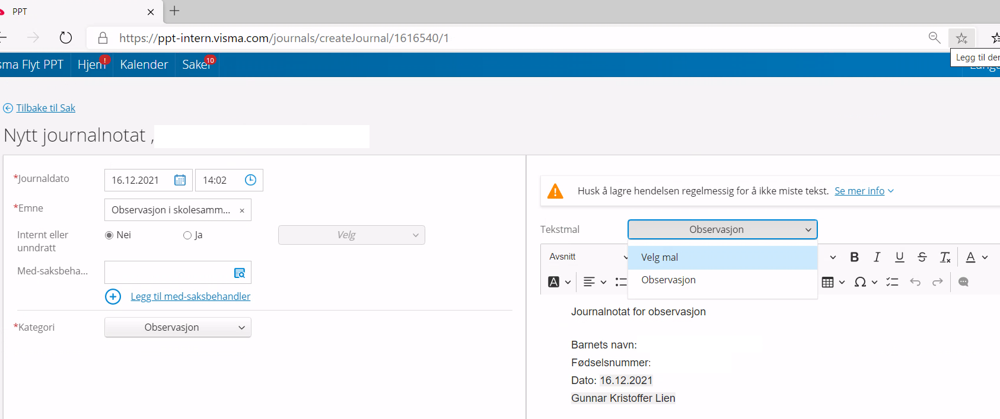 PPT
https://ppt-intern.visma.com/journals/createJournal/1616540/1
Legg til
sma Flyt PPT Hjem ! Kalender Saker 10
Tilbake til Sak
Nytt journalnotat ,
*Journaldato 16.12.2021 14:02
*Emne Observasjon i skolesamm... ×
Internt eller unndratt
Nei Ja Velg
Med-saksbeha...
Legg til med-saksbehandler
*Kategori Observasjon
Husk å lagre hendelsen regelmessig for å ikke miste tekst. Se mer info
Tekstmal Observasjon
Velg mal
Observasjon
Avsnitt B I U S Tx A
A Ω
Journalnotat for observasjon
Barnets navn:
Fødselsnummer:
Dato: 16.12.2021
Gunnar Kristoffer Lien